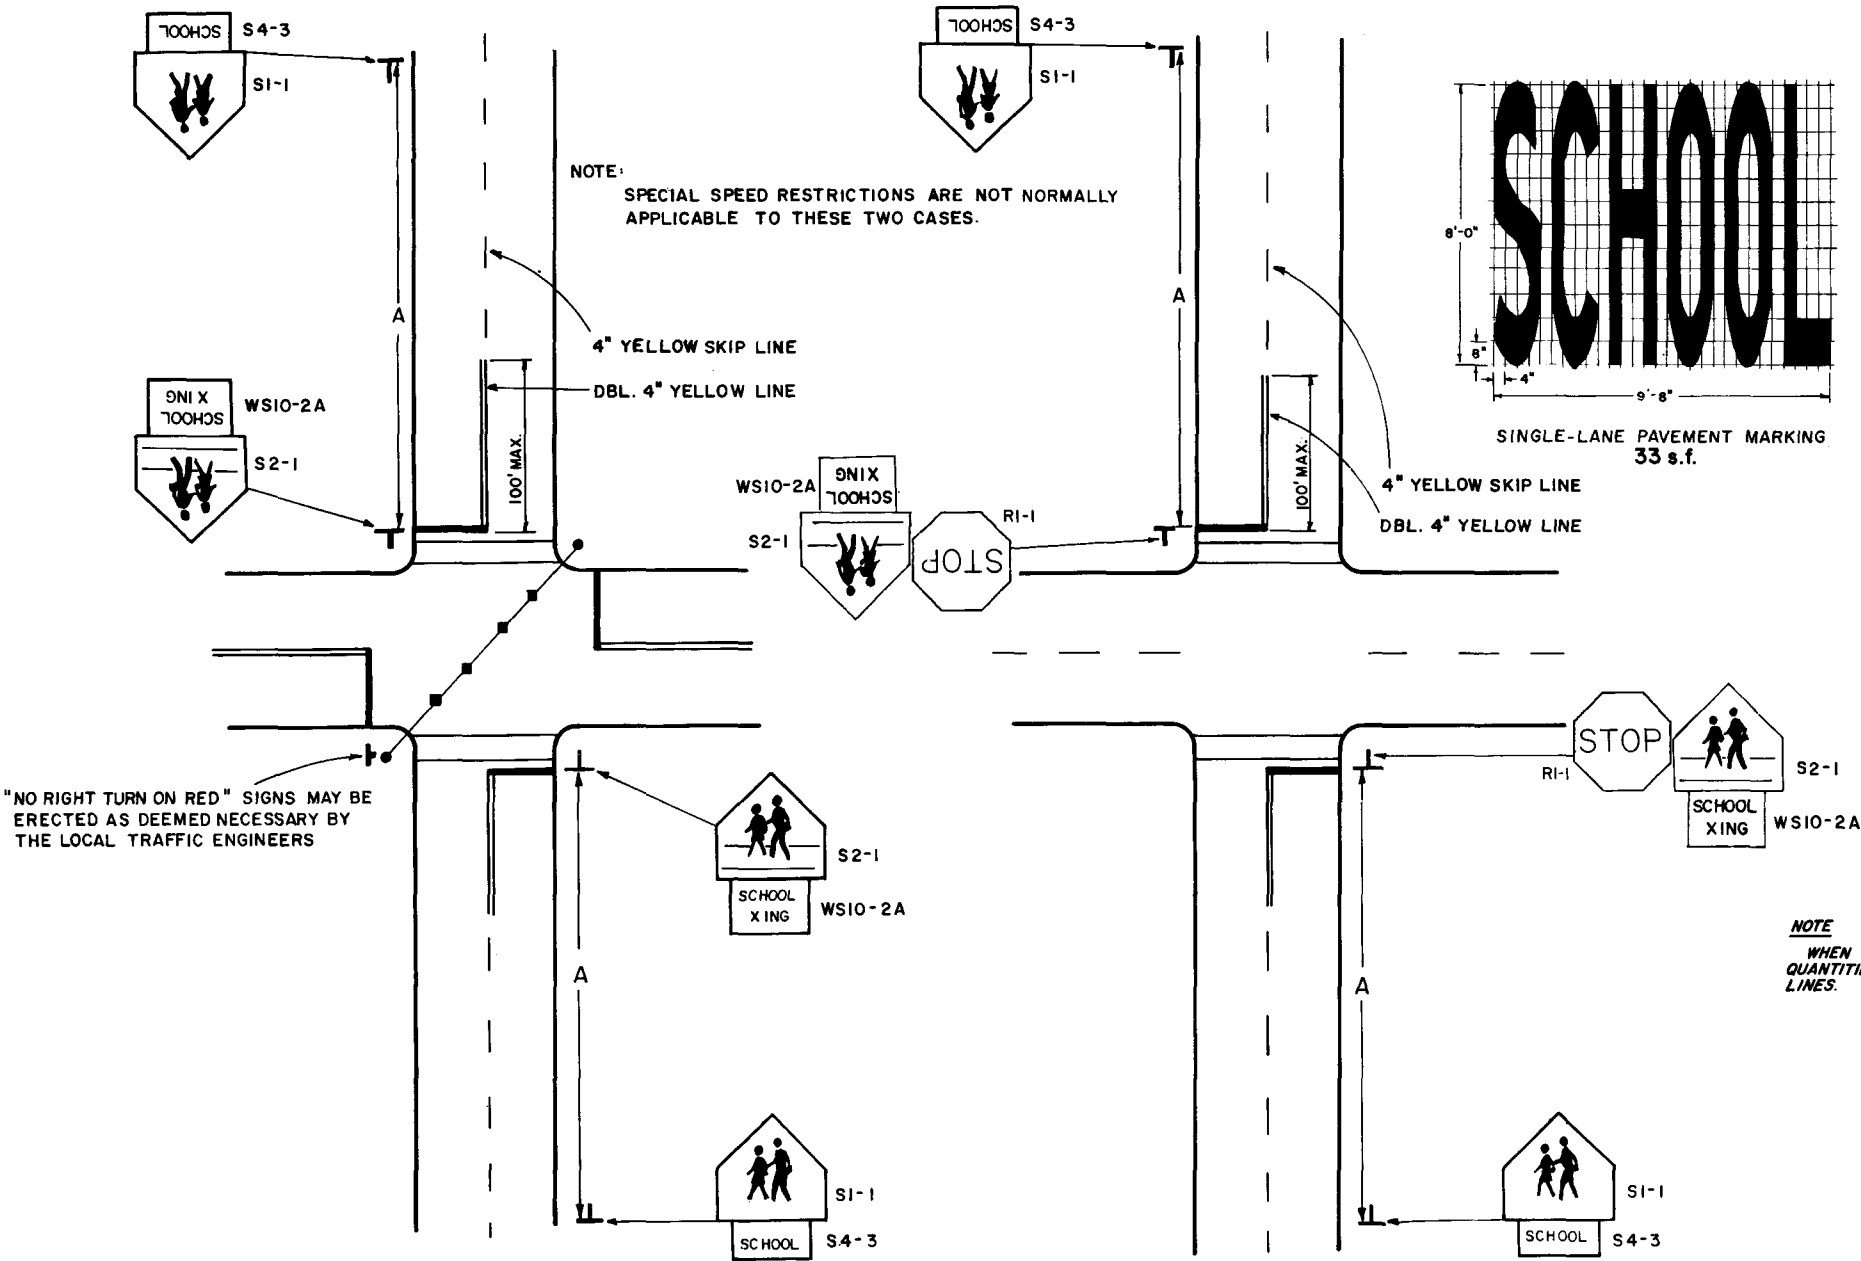 SCHOOL S4-3
S1-1
SCHOOL S4-3
S1-1
NOTE:
SPECIAL SPEED RESTRICTIONS ARE NOT NORMALLY
APPLICABLE TO THESE TWO CASES.
SCHOOL
8'-0"
8"
4"
9'-8"
SINGLE-LANE PAVEMENT MARKING
33 s.f.
A
A
4" YELLOW SKIP LINE
DBL. 4" YELLOW LINE
100' MAX.
SCHOOL
XING
WS10-2A
S2-1
4" YELLOW SKIP LINE
DBL. 4" YELLOW LINE
100' MAX.
WS10-2A
SCHOOL
XING
S2-1
STOP
R1-1
STOP
R1-1
S2-1
SCHOOL
XING
WS10-2A
"NO RIGHT TURN ON RED" SIGNS MAY BE
ERECTED AS DEEMED NECESSARY BY
THE LOCAL TRAFFIC ENGINEERS
S2-1
SCHOOL
XING
WS10-2A
NOTE
WHEN
QUANTITI
LINES.
A
A
S1-1
SCHOOL S4-3
S1-1
SCHOOL S4-3